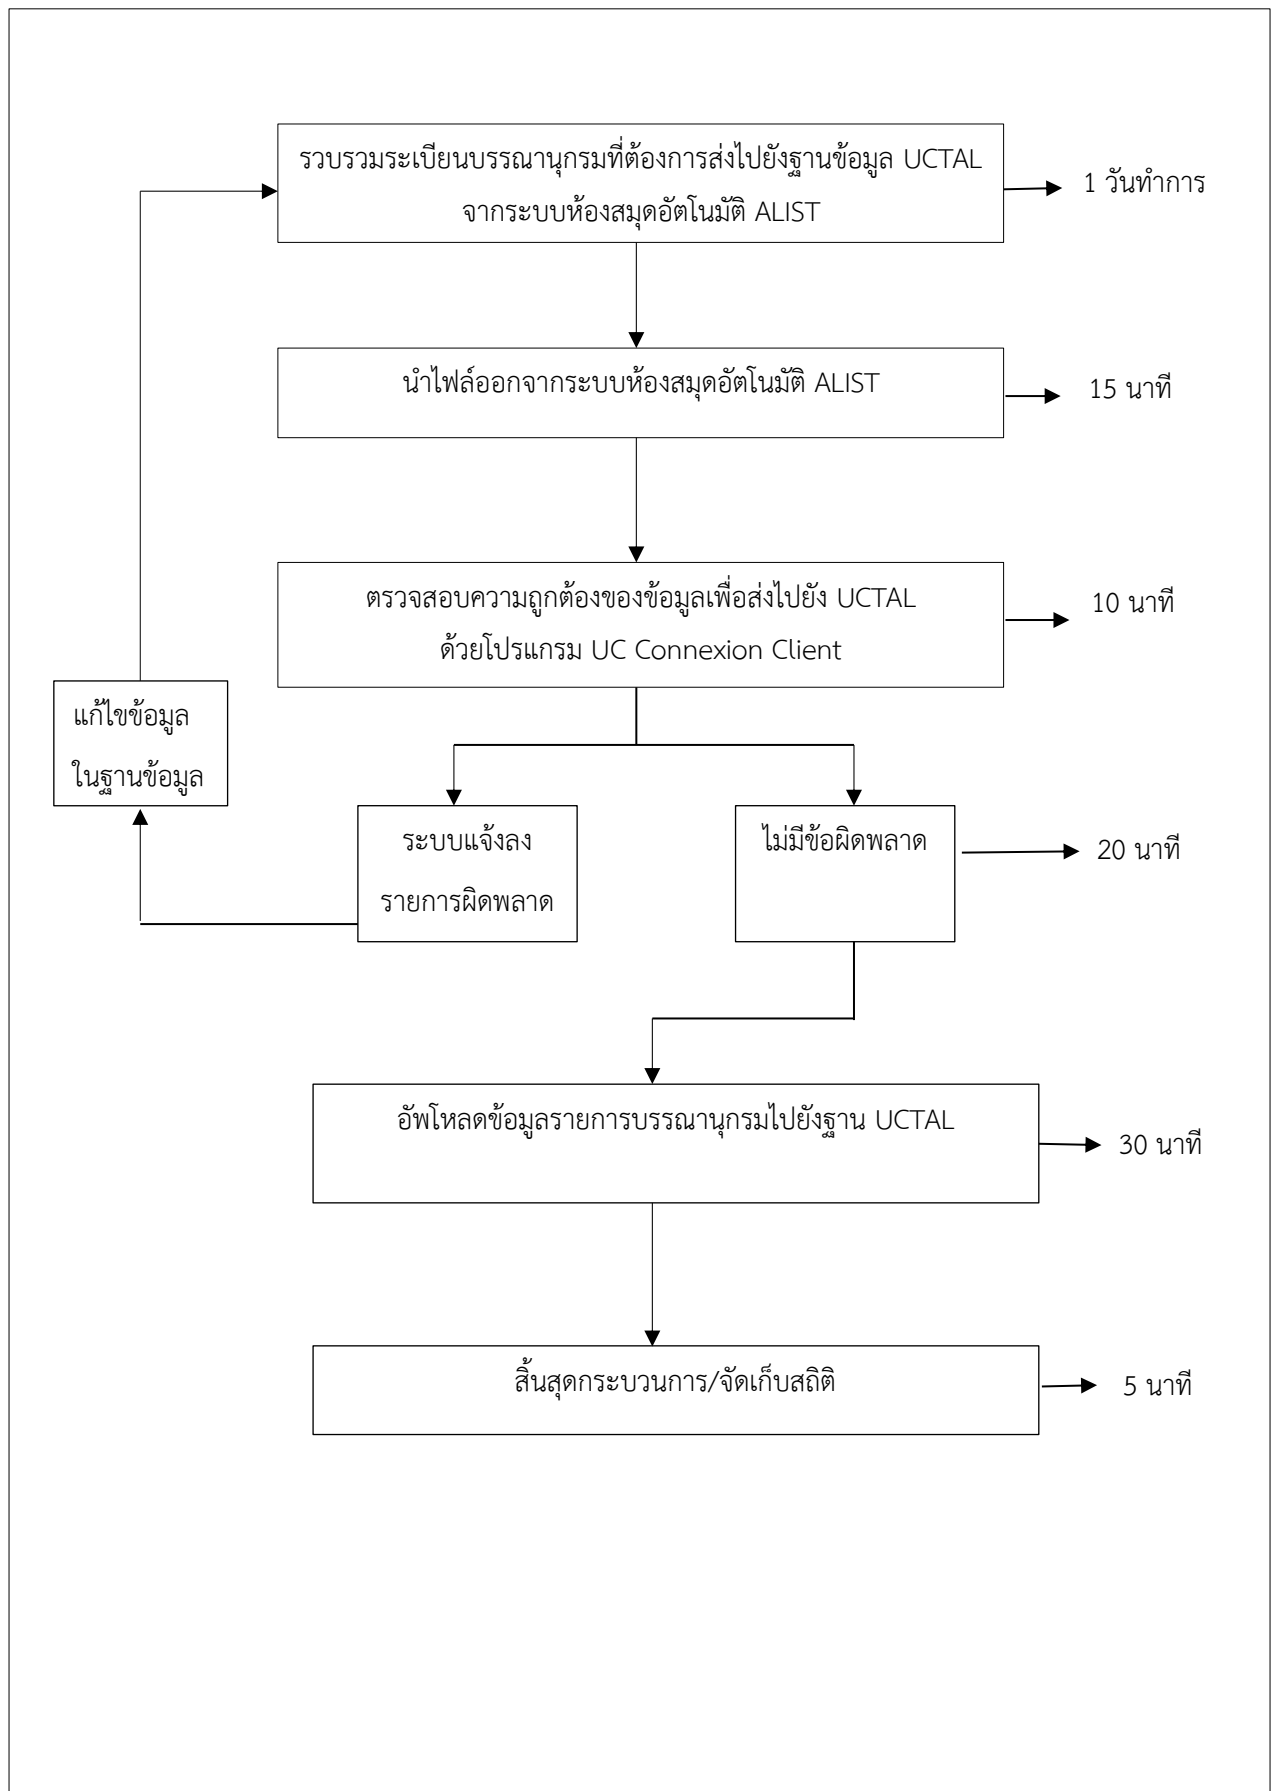 รวบรวมระเบียนบรรณานุกรมที่ต้องการส่งไปยังฐานข้อมูล UCTAL
จากระบบห้องสมุดอัตโนมัติ ALIST
1 วันทำการ
นำไฟล์ออกจากระบบห้องสมุดอัตโนมัติ ALIST
15 นาที
ตรวจสอบความถูกต้องของข้อมูลเพื่อส่งไปยัง UCTAL
ด้วยโปรแกรม UC Connexion Client
10 นาที
แก้ไขข้อมูล
ในฐานข้อมูล
ระบบแจ้งลง
รายการผิดพลาด
ไม่มีข้อผิดพลาด
20 นาที
อัพโหลดข้อมูลรายการบรรณานุกรมไปยังฐาน UCTAL
30 นาที
สิ้นสุดกระบวนการ/จัดเก็บสถิติ
5 นาที